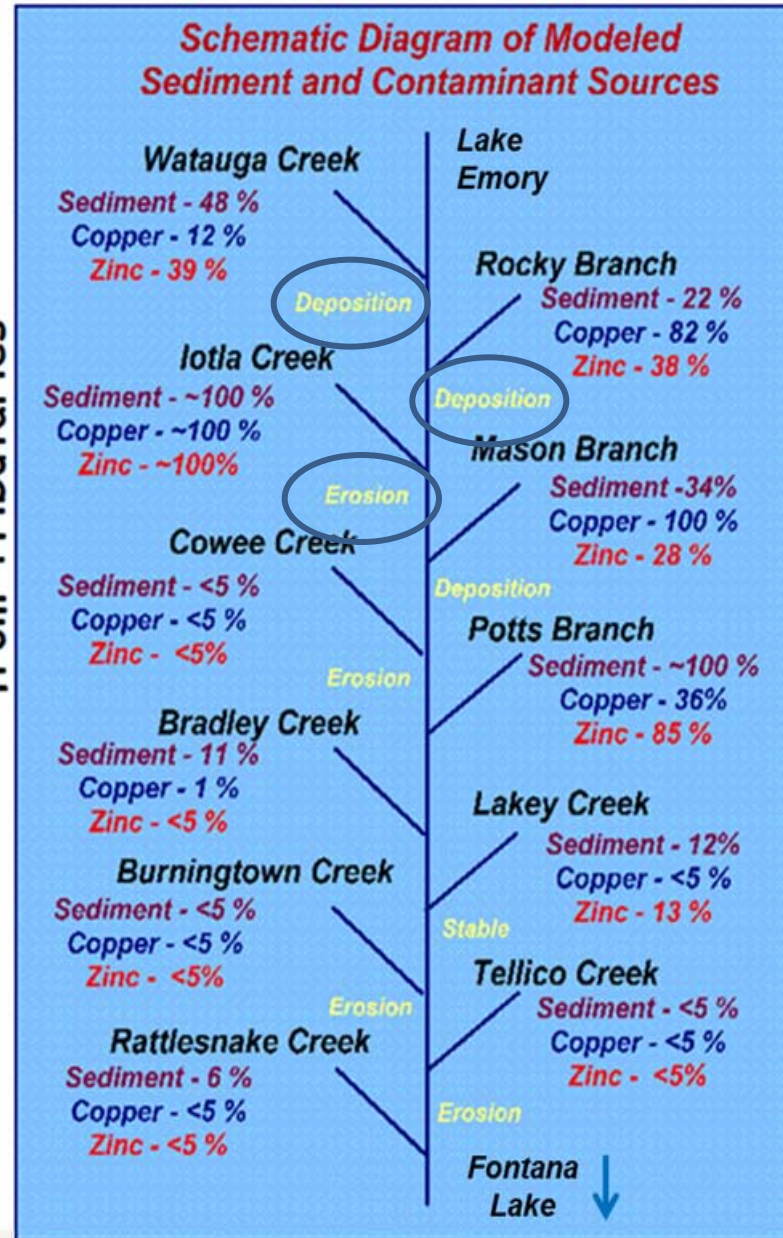 Schematic Diagram of Modeled
Sediment and Contaminant Sources
Lake
Emory
Watauga Creek
Sediment - 48 %
Copper - 12 %
Zinc - 39 %
Deposition
Rocky Branch
Sediment - 22 %
Copper - 82 %
Zinc - 38 %
Deposition
Iotla Creek
Sediment - ~100 %
Copper - ~100 %
Zinc - ~100%
Erosion
Mason Branch
Sediment -34%
Copper - 100 %
Zinc - 28 %
Deposition
Cowee Creek
Sediment - <5 %
Copper - <5 %
Zinc - <5%
Erosion
Potts Branch
Sediment - ~100 %
Copper - 36%
Zinc - 85 %
Bradley Creek
Sediment - 11 %
Copper - 1 %
Zinc - <5 %
Lakey Creek
Sediment - 12%
Copper - <5 %
Zinc - 13 %
Stable
Burningtown Creek
Sediment - <5 %
Copper - <5 %
Zinc - <5%
Erosion
Tellico Creek
Sediment - <5 %
Copper - <5 %
Zinc - <5%
Erosion
Rattlesnake Creek
Sediment - 6 %
Copper - <5 %
Zinc - <5 %
Fontana
Lake